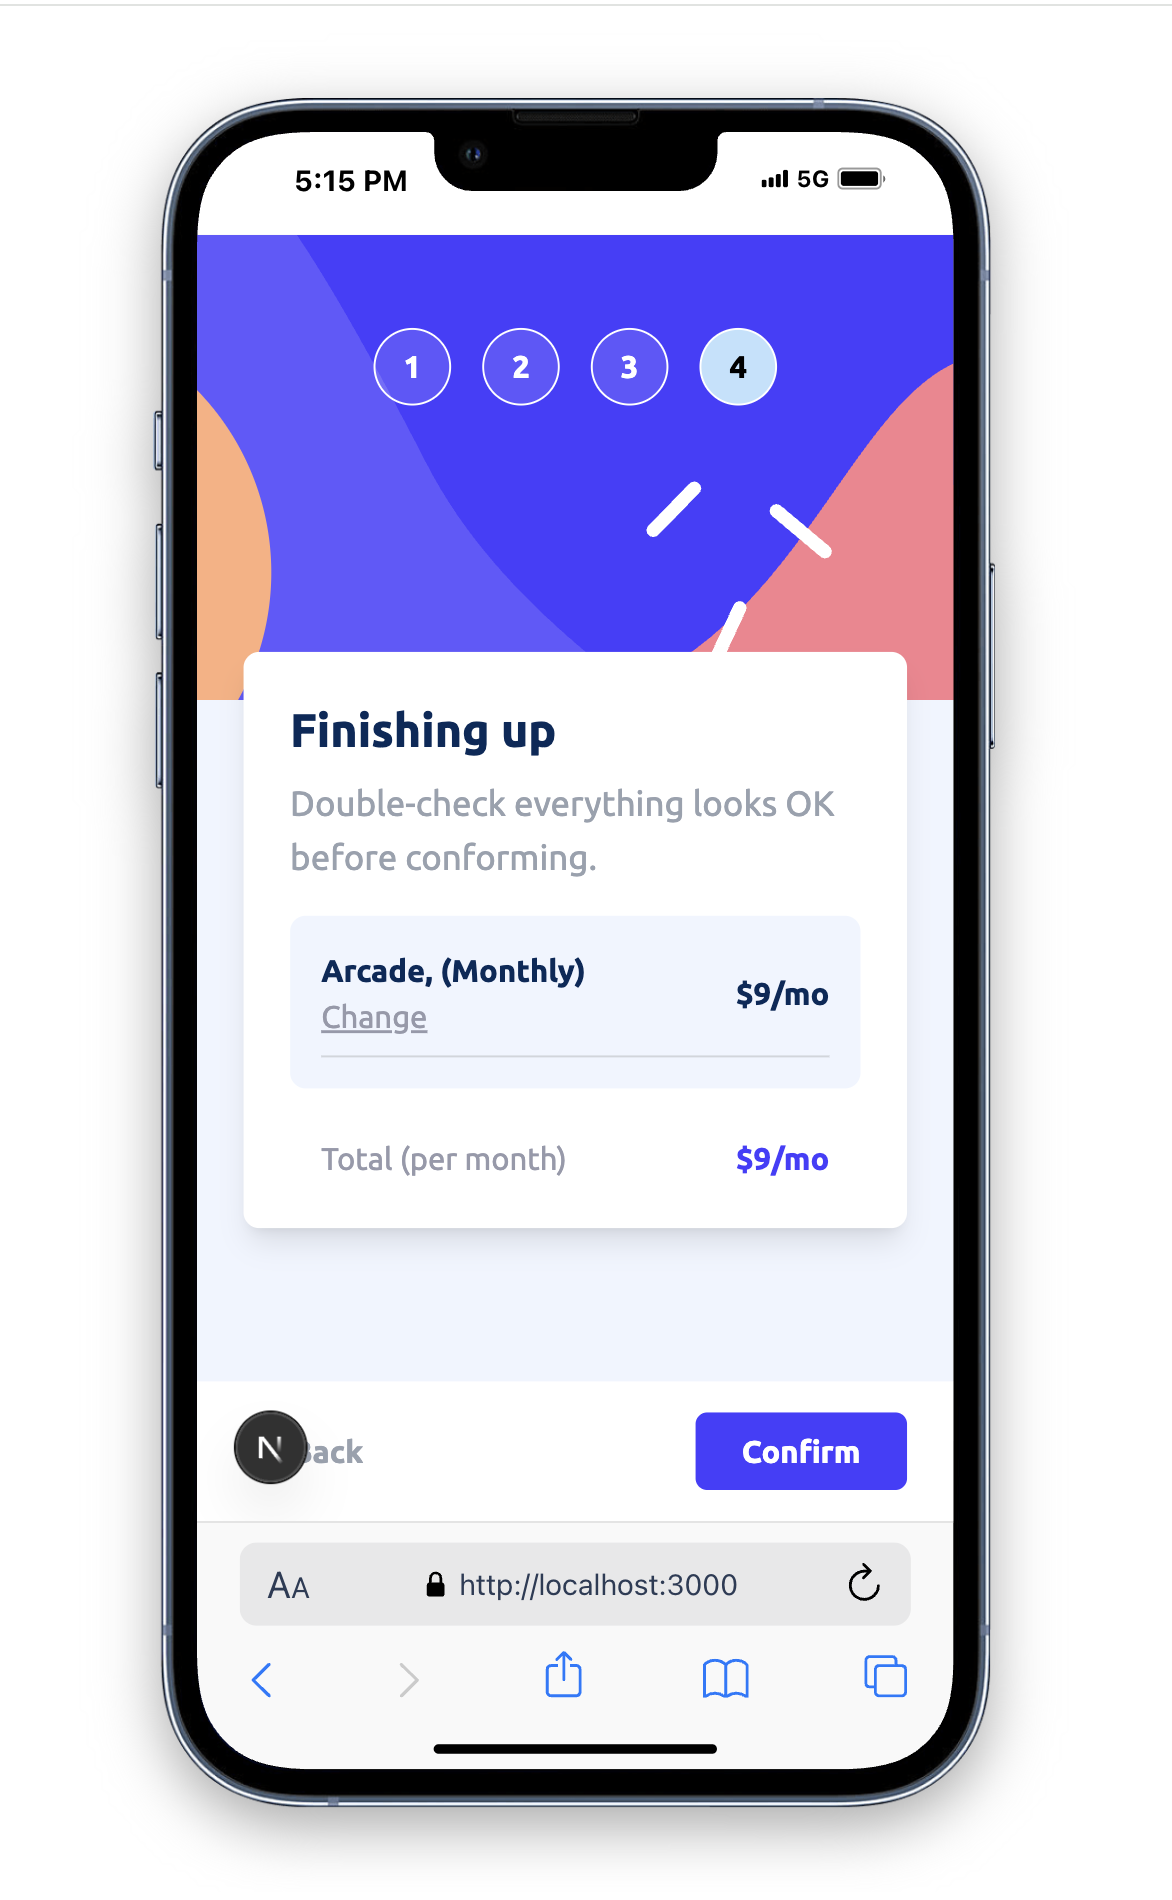 5:15 PM 5G
1 2 3 4
Finishing up
Double-check everything looks OK
before conforming.
Arcade, (Monthly)
$9/mo
Change
Total (per month) $9/mo
N
Back Confirm
AA http://localhost:3000